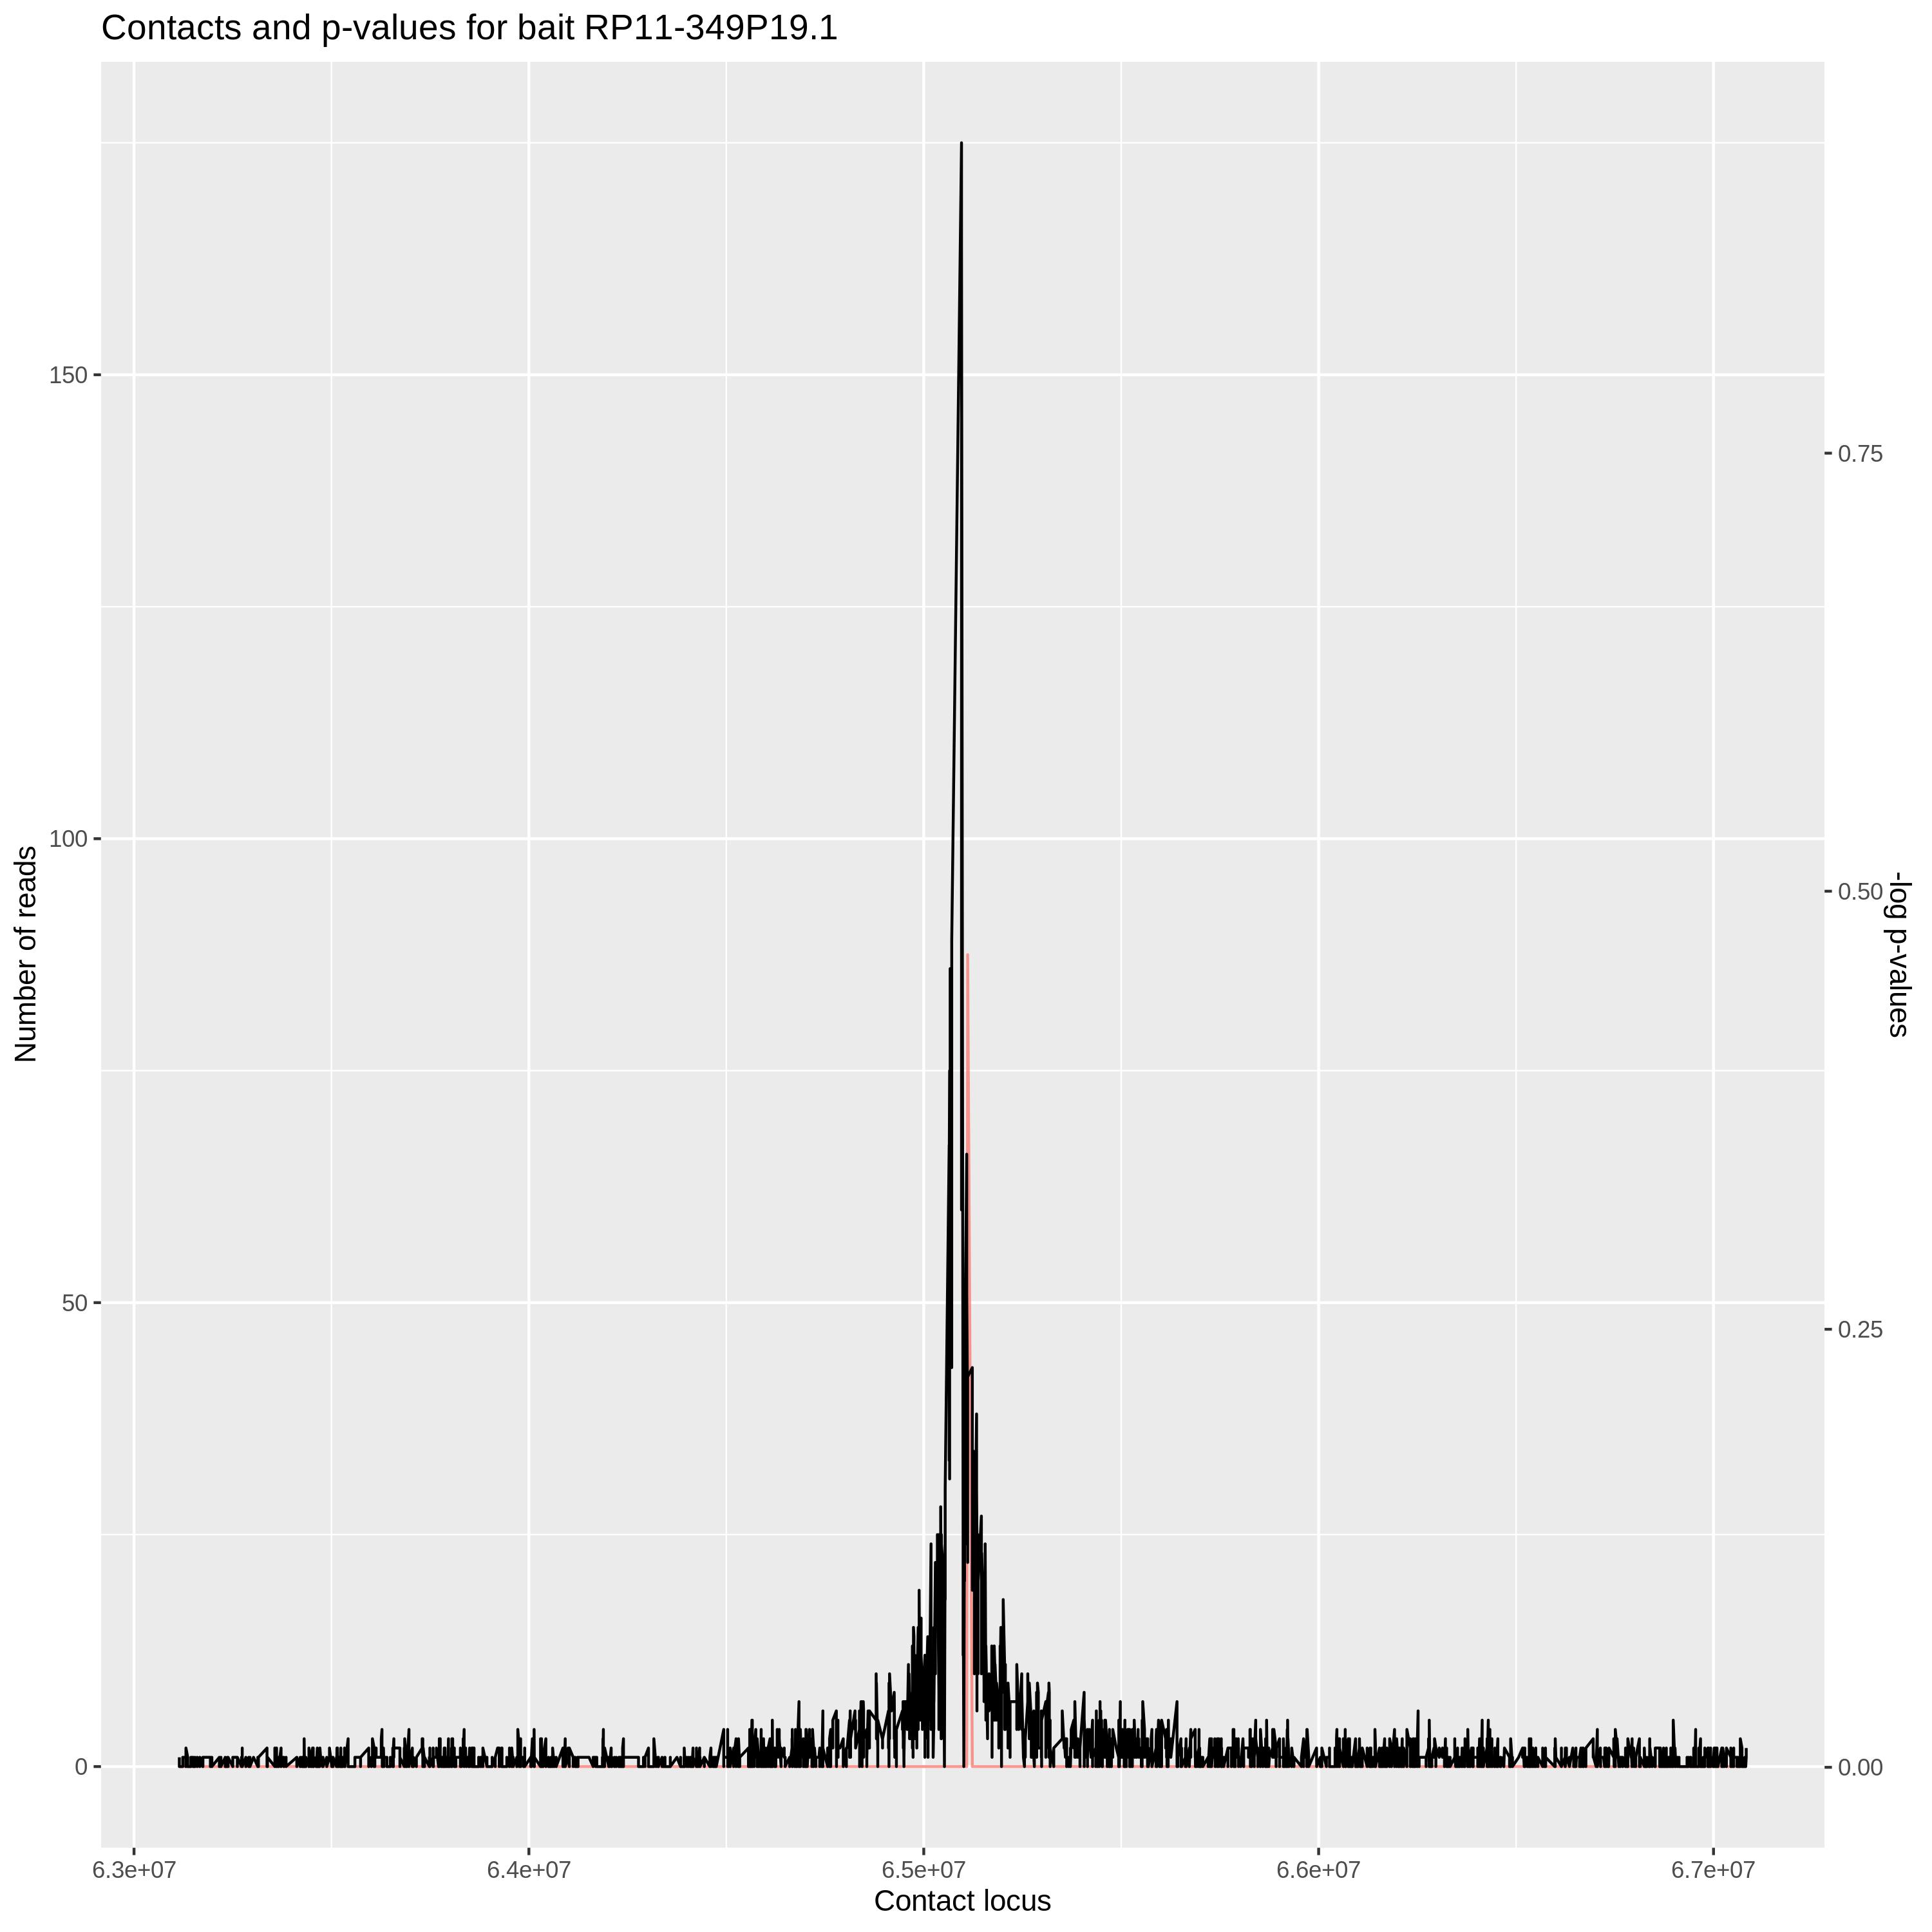 Contacts and p-values for bait RP11-349P19.1
150
100
50
0
Number of reads
0.75
0.50
0.25
0.00
-log p-values
6.3e+07
6.4e+07
6.5e+07
6.6e+07
6.7e+07
Contact locus